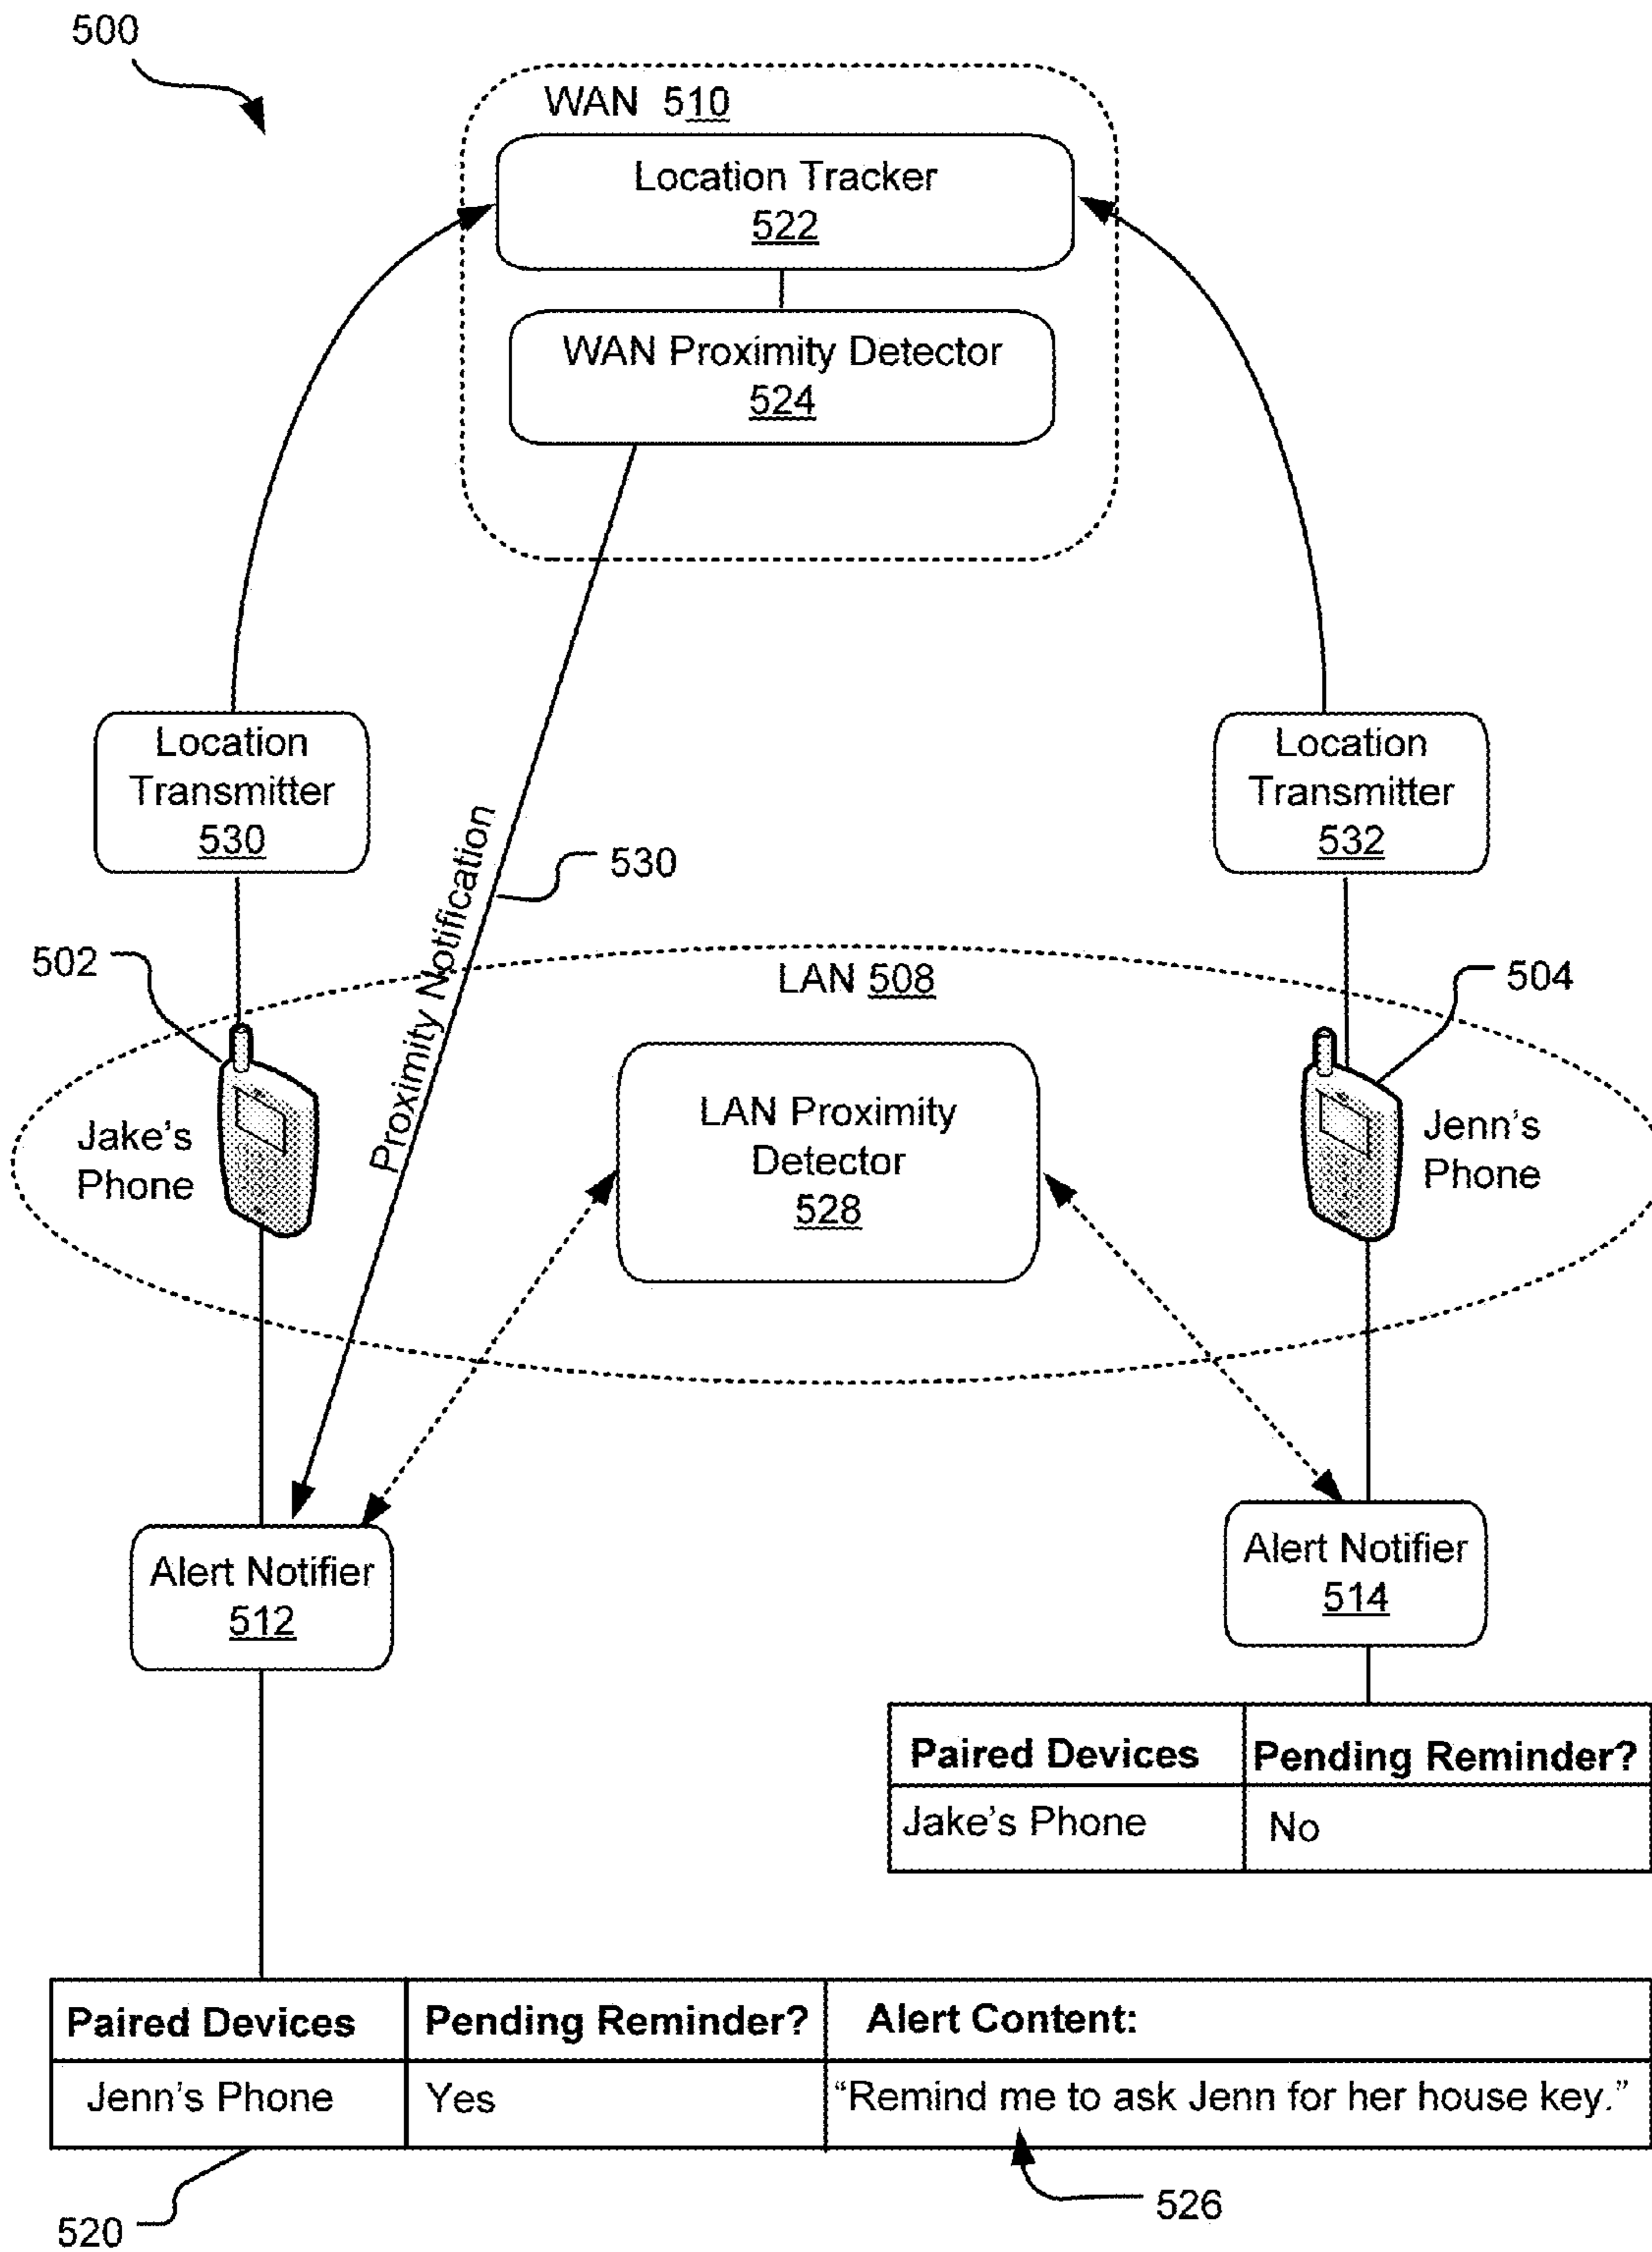 500
WAN 510
Location Tracker
522
WAN Proximity Detector
524
Location
Transmitter
530
Location
Transmitter
532
Proximity Notification
530
502
LAN 508
504
Jake's
Phone
LAN Proximity
Detector
528
Jenn's
Phone
Alert Notifier
512
Alert Notifier
514
Paired Devices Pending Reminder?
Jake's Phone No
Paired Devices Pending Reminder? Alert Content:
Jenn's Phone Yes “Remind me to ask Jenn for her house key.”
520
526